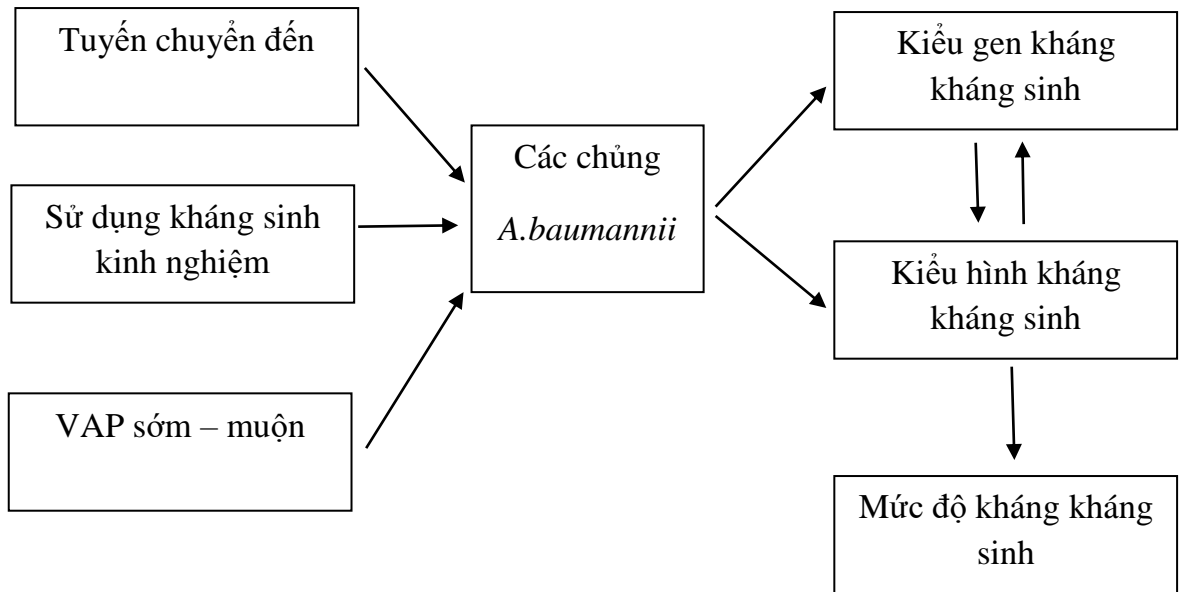 Tuyến chuyển đến
Sử dụng kháng sinh
kinh nghiệm
VAP sớm – muộn
Các chủng
A.baumannii
Kiểu gen kháng
kháng sinh
Kiểu hình kháng
kháng sinh
Mức độ kháng kháng
sinh